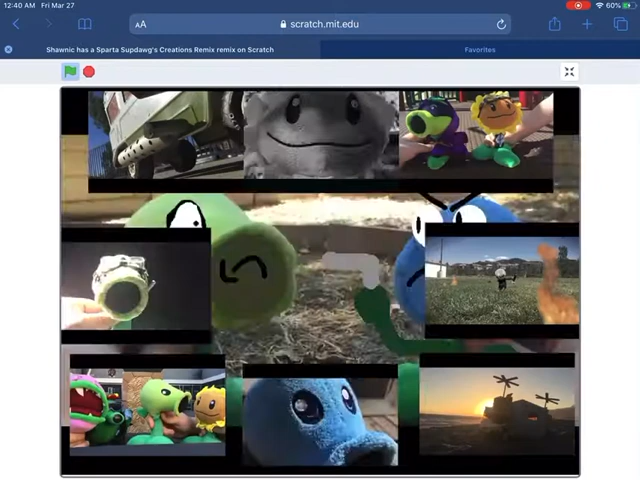 12:40 AM Fri Mar 27
60%
AA
scratch.mit.edu
Shawnic has a Sparta Supdawg's Creations Remix remix on Scratch
Favorites